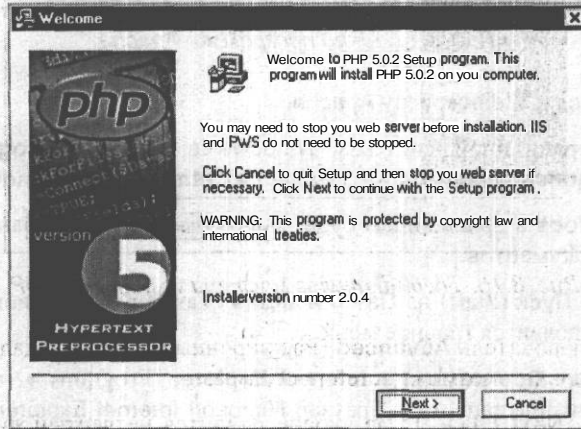 Welcome
php
version
5
HYPERTEXT
PREPROCESSOR
Welcome to PHP 5.0.2 Setup program. This
program will install PHP 5.0.2 on you computer.
You may need to stop you web server before installation. IIS
and PWS do not need to be stopped.
Click Cancel to quit Setup and then stop you web server if
necessary. Click Next to continue with the Setup program.
WARNING: This program is protected by copyright law and
international treaties.
Installerversion number 2.0.4
Next >
Cancel